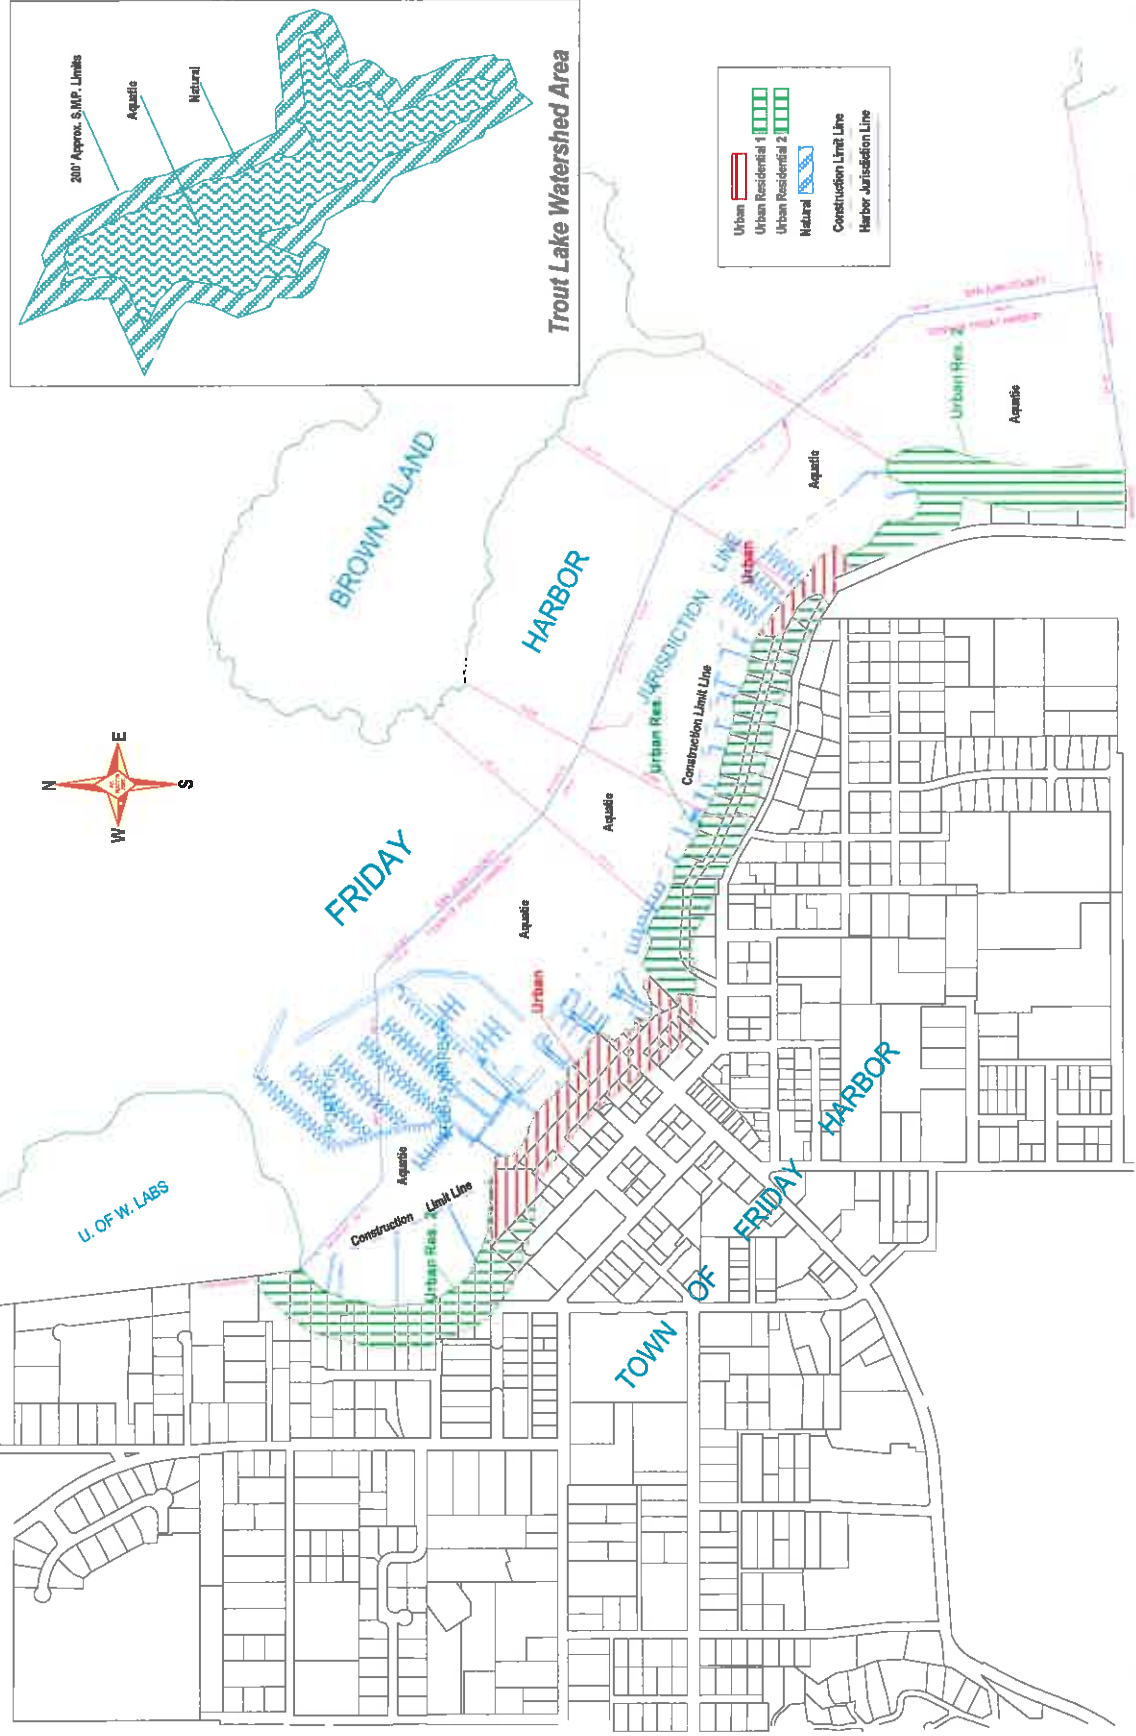 200' Approx. S.M.P. Limits
Aquatic
Natural
Trout Lake Watershed Area
Urban
Urban Residential 1
Urban Residential 2
Natural
Construction Limit Line
Harbor Jurisdiction Line
N
E
S
W
BROWN ISLAND
FRIDAY
HARBOR
U. OF W. LABS
JURISDICTION LINE
Urban
Urban Res.
Construction Limit Line
Urban Res. 2
Aquatic
Aquatic
Aquatic
Aquatic
Urban
Aquatic
Construction Limit Line
Urban Res. 2
TOWN OF FRIDAY HARBOR